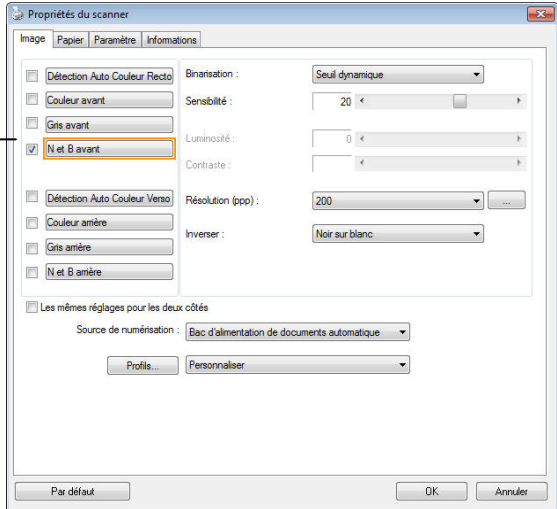 Propriétés du scanner
Image Papier Paramètre Informations
Détection Auto Couleur Recto
Couleur avant
Gris avant
N et B avant
Détection Auto Couleur Verso
Couleur arrière
Gris arrière
N et B arrière
Binarisation : Seuil dynamique
Sensibilité : 20
Luminosité : 0
Contraste :
Résolution (ppp) : 200 ...
Inverser : Noir sur blanc
Les mêmes réglages pour les deux côtés
Source de numérisation : Bac d'alimentation de documents automatique
Profils... Personnaliser
Par défaut OK Annuler